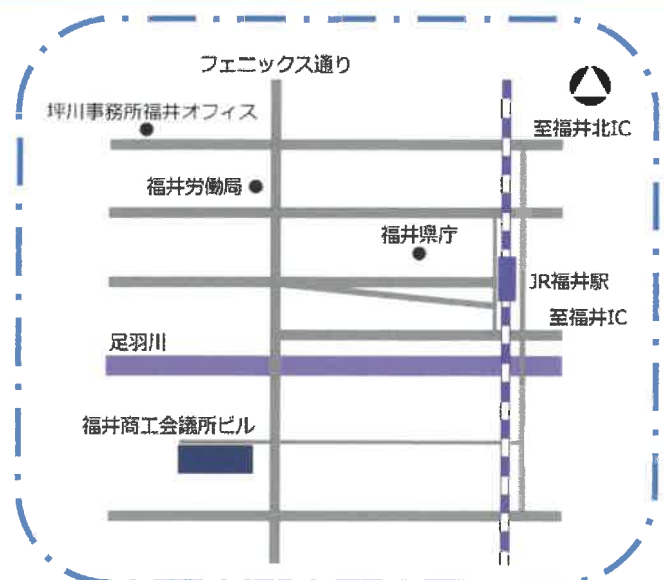 フェニックス通り
坪川事務所福井オフィス
至福井北IC
福井労働局
福井県庁
JR福井駅
至福井IC
足羽川
福井商工会議所ビル